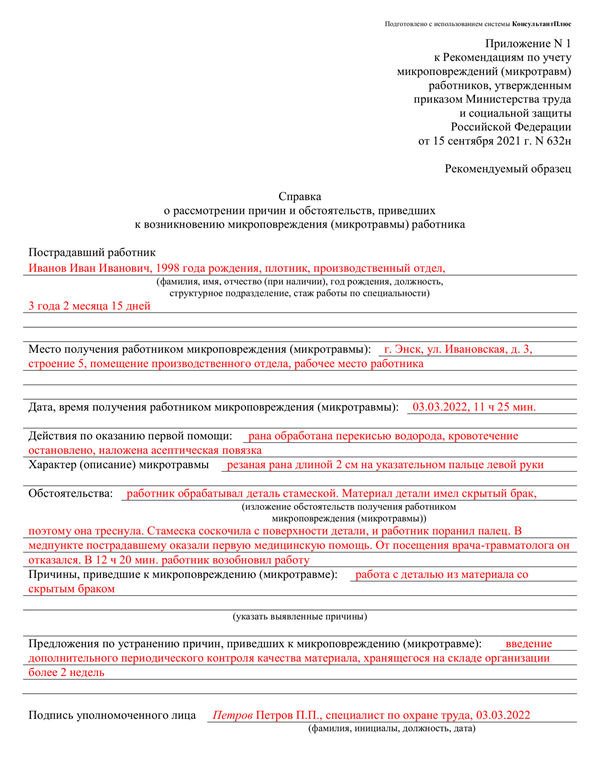 Подготовлено с использованием системы КонсультантПлюс
Приложение N 1
к Рекомендациям по учету
микроповреждений (микротравм)
работников, утвержденным
приказом Министерства труда
и социальной защиты
Российской Федерации
от 15 сентября 2021 г. N 632н
Рекомендуемый образец
Справка
о рассмотрении причин и обстоятельств, приведших
к возникновению микроповреждения (микротравмы) работника
Пострадавший работник
Иванов Иван Иванович, 1998 года рождения, плотник, производственный отдел,
(фамилия, имя, отчество (при наличии), год рождения, должность,
структурное подразделение, стаж работы по специальности)
3 года 2 месяца 15 дней
Место получения работником микроповреждения (микротравмы): г. Энск, ул. Ивановская, д. 3,
строение 5, помещение производственного отдела, рабочее место работника
Дата, время получения работником микроповреждения (микротравмы): 03.03.2022, 11 ч 25 мин.
Действия по оказанию первой помощи: рана обработана перекисью водорода, кровотечение
остановлено, наложена асептическая повязка
Характер (описание) микротравмы резаная рана длиной 2 см на указательном пальце левой руки
Обстоятельства: работник обрабатывал деталь стамеской. Материал детали имел скрытый брак,
(изложение обстоятельств получения работником
микроповреждения (микротравмы))
поэтому она треснула. Стамеска соскочила с поверхности детали, и работник поранил палец. В
медпункте пострадавшему оказали первую медицинскую помощь. От посещения врача-травматолога он
отказался. В 12 ч 20 мин. работник возобновил работу
Причины, приведшие к микроповреждению (микротравме): работа с деталью из материала со
скрытым браком
(указать выявленные причины)
Предложения по устранению причин, приведших к микроповреждению (микротравме): введение
дополнительного периодического контроля качества материала, хранящегося на складе организации
более 2 недель
Подпись уполномоченного лица Петров Петров П.П., специалист по охране труда, 03.03.2022
(фамилия, инициалы, должность, дата)